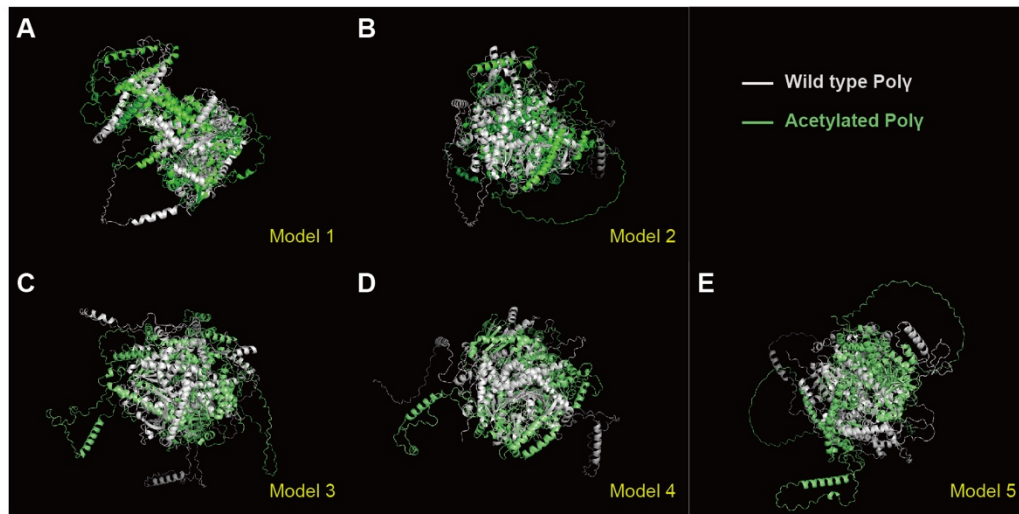 A
B
Wild type Polγ
Acetylated Polγ
Model 1
Model 2
C
D
E
Model 3
Model 4
Model 5